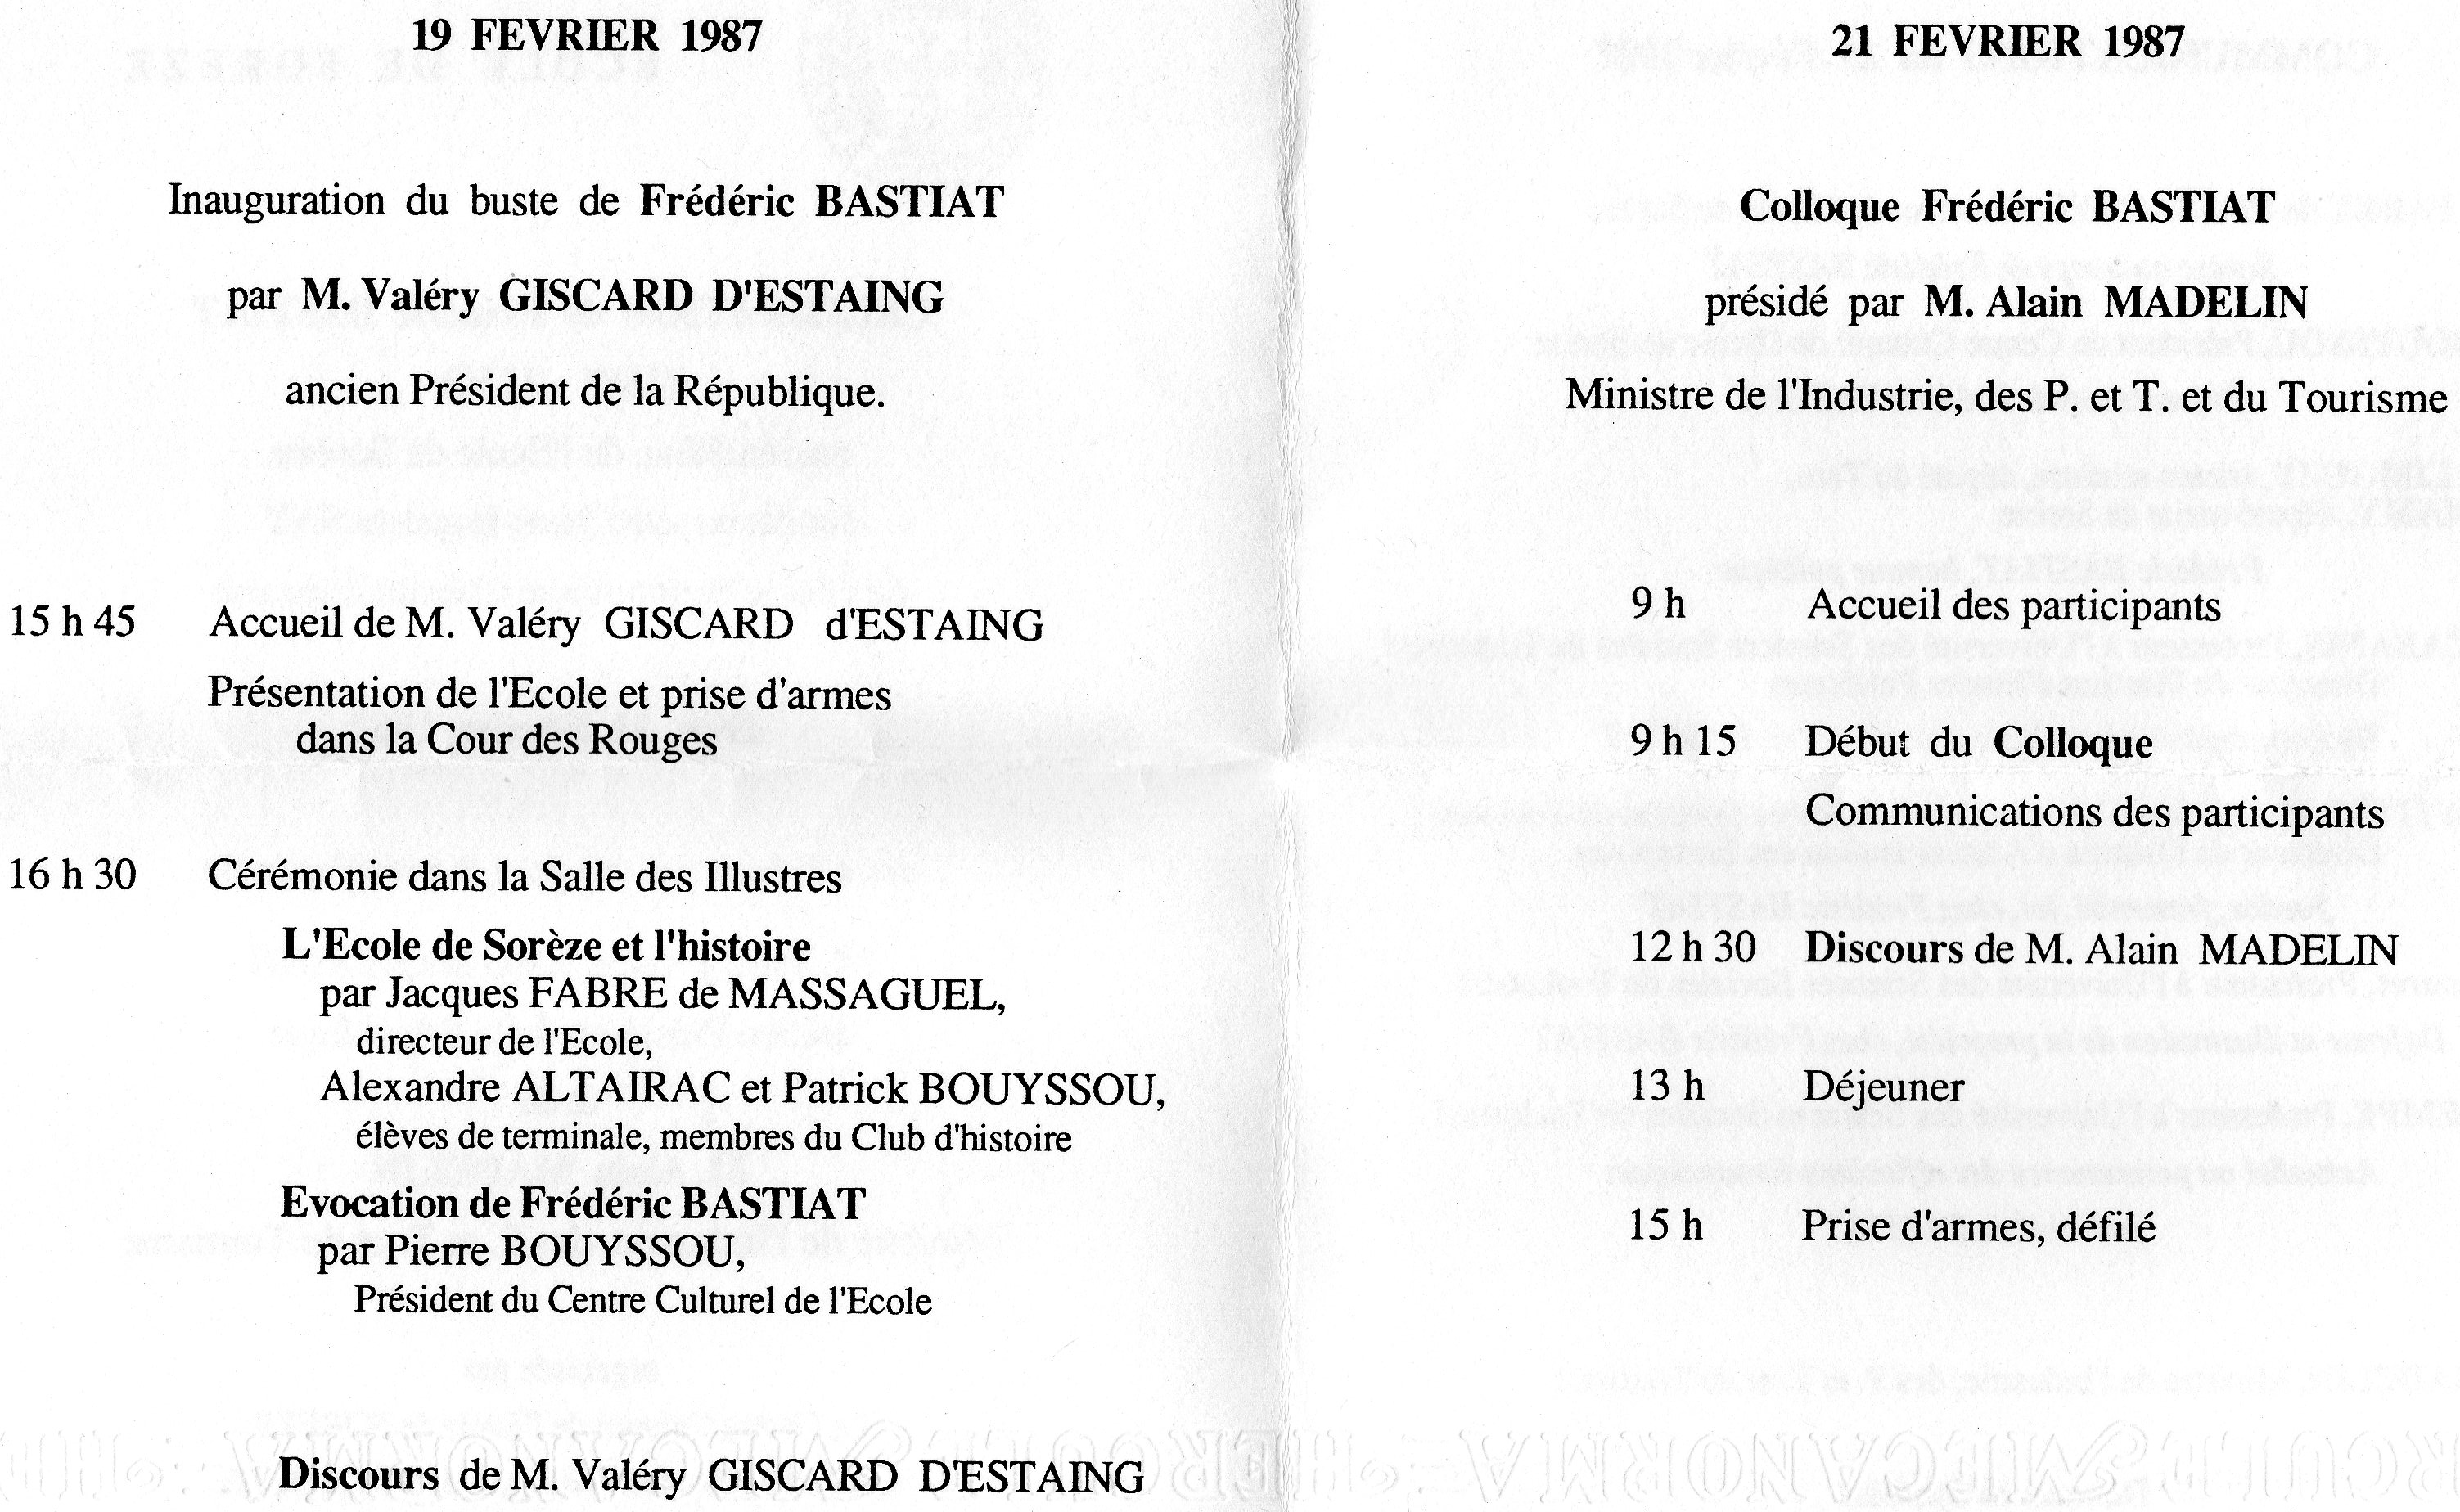 19 FEVRIER 1987
Inauguration du buste de Frédéric BASTIAT
par M. Valéry GISCARD D'ESTAING
ancien Président de la République.
15 h 45 Accueil de M. Valéry GISCARD d'ESTAING
Présentation de l'Ecole et prise d'armes
dans la Cour des Rouges
16 h 30 Cérémonie dans la Salle des Illustres
L'Ecole de Sorèze et l'histoire
par Jacques FABRE de MASSAGUEL,
directeur de l'Ecole,
Alexandre ALTAIRAC et Patrick BOUYSSOU,
élèves de terminale, membres du Club d'histoire
Evocation de Frédéric BASTIAT
par Pierre BOUYSSOU,
Président du Centre Culturel de l'Ecole
Discours de M. Valéry GISCARD D'ESTAING
21 FEVRIER 1987
Colloque Frédéric BASTIAT
présidé par M. Alain MADELIN
Ministre de l'Industrie, des P. et T. et du Tourisme
9 h Accueil des participants
9 h 15 Début du Colloque
Communications des participants
12 h 30 Discours de M. Alain MADELIN
13 h Déjeuner
15 h Prise d'armes, défilé